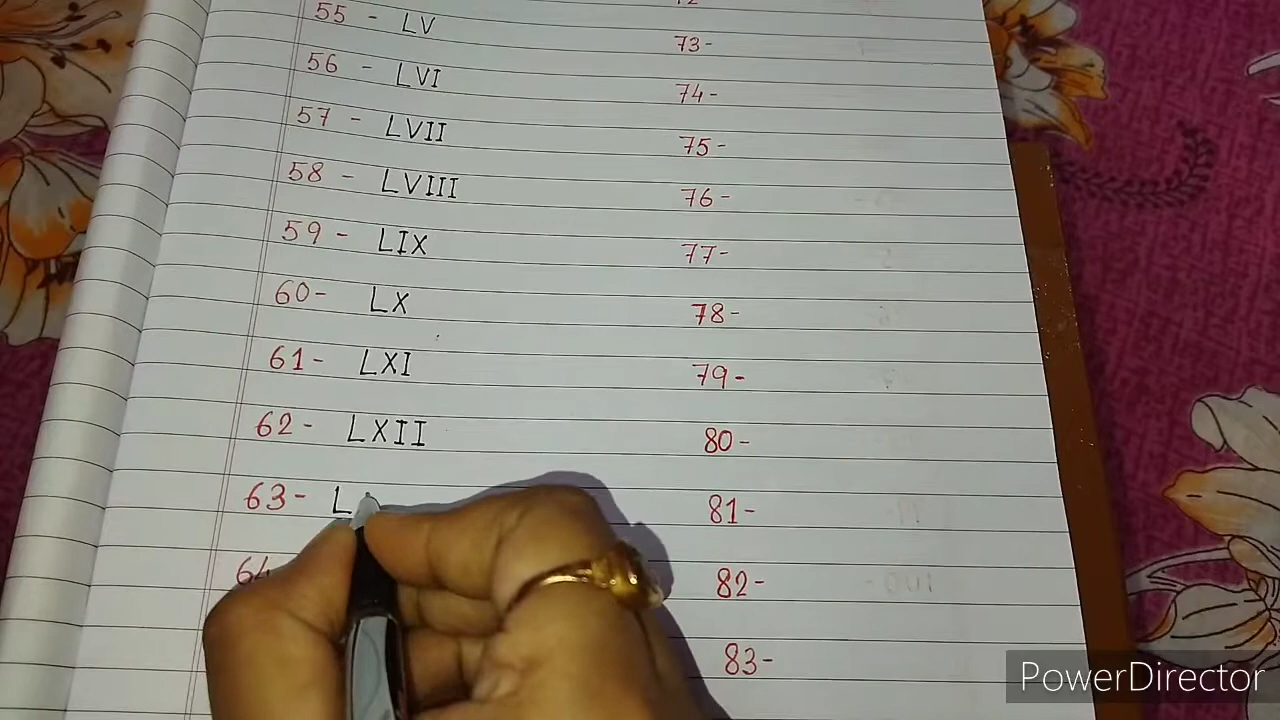 55 - LV
56 - LVI
57 - LVII
58 - LVIII
59 - LIX
60- LX
61- LXI
62- LXII
63- L
64
73-
74-
75-
76-
77-
78-
79-
80-
81-
82-
83-
PowerDirector